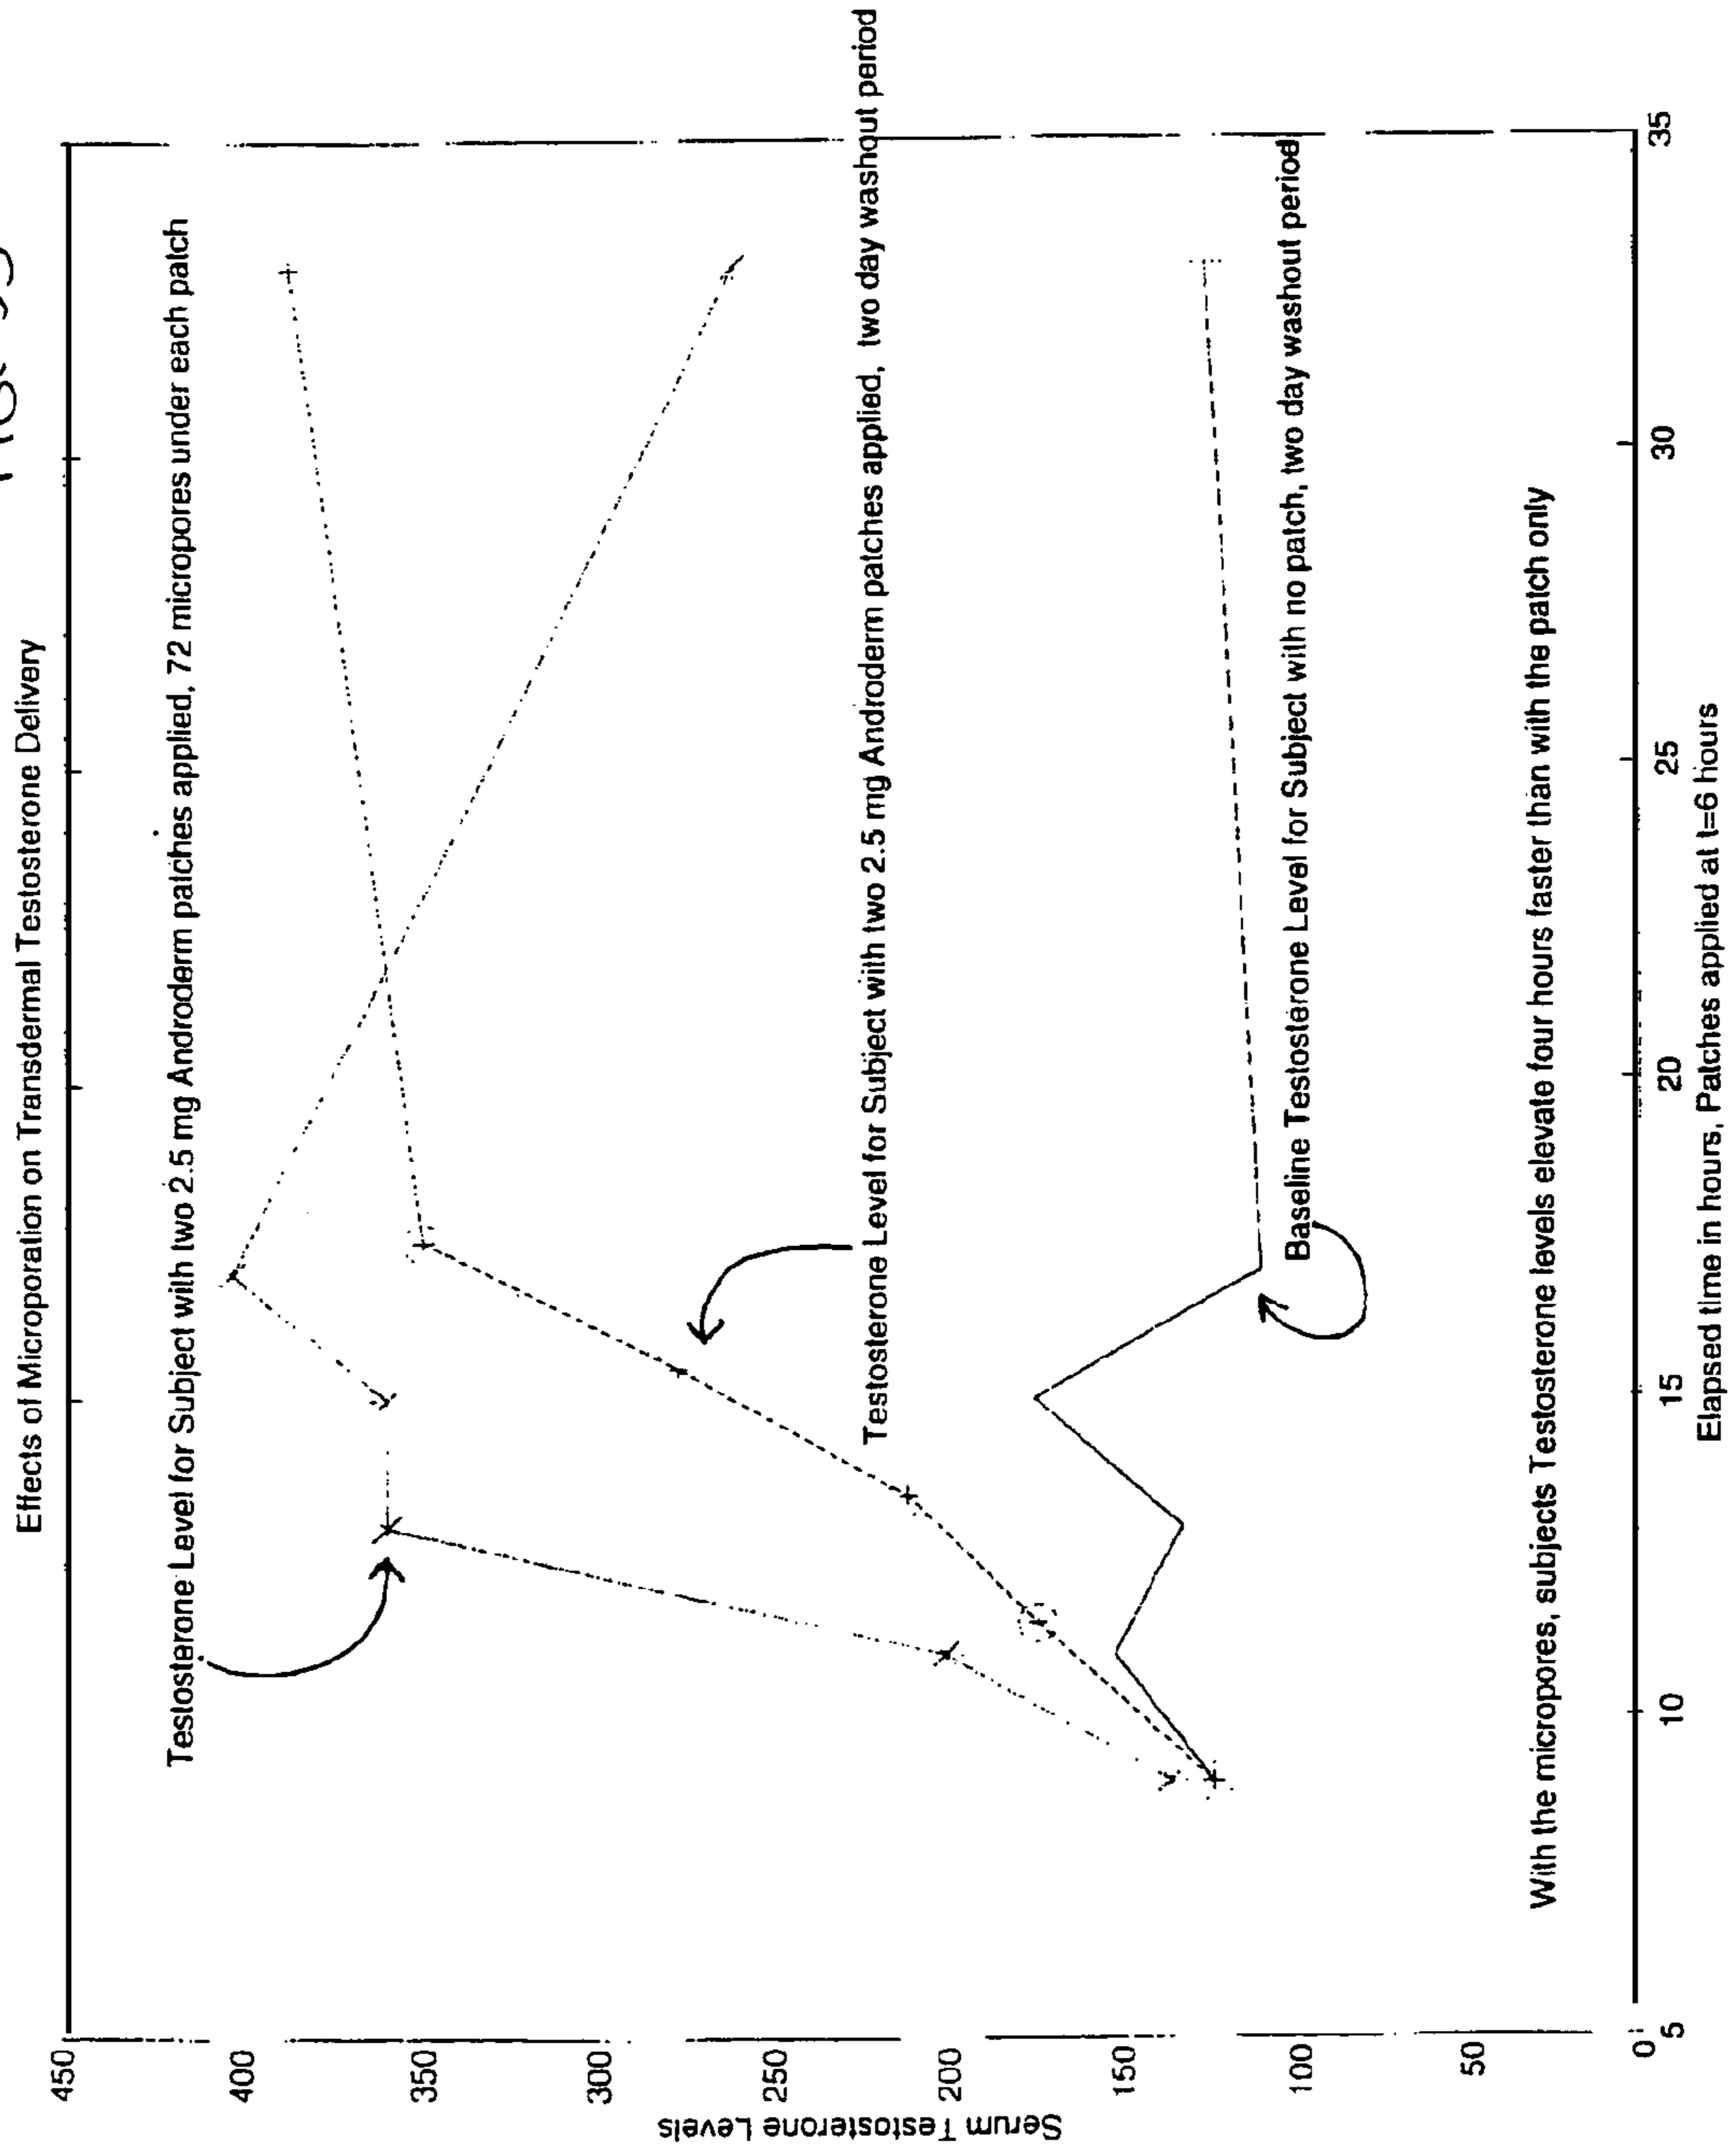 Effects of Microporation on Transdermal Testosterone Delivery
450
400
350
300
250
200
150
100
50
0
Serum Testosterone Levels
Testosterone Level for Subject with two 2.5 mg Androderm patches applied, 72 micropores under each patch
Testosterone Level for Subject with two 2.5 mg Androderm patches applied, two day washout period
Baseline Testosterone Level for Subject with no patch, two day washout period
With the micropores, subjects Testosterone levels elevate four hours faster than with the patch only
5
10
15
20
25
30
35
Elapsed time in hours, Patches applied at t=6 hours